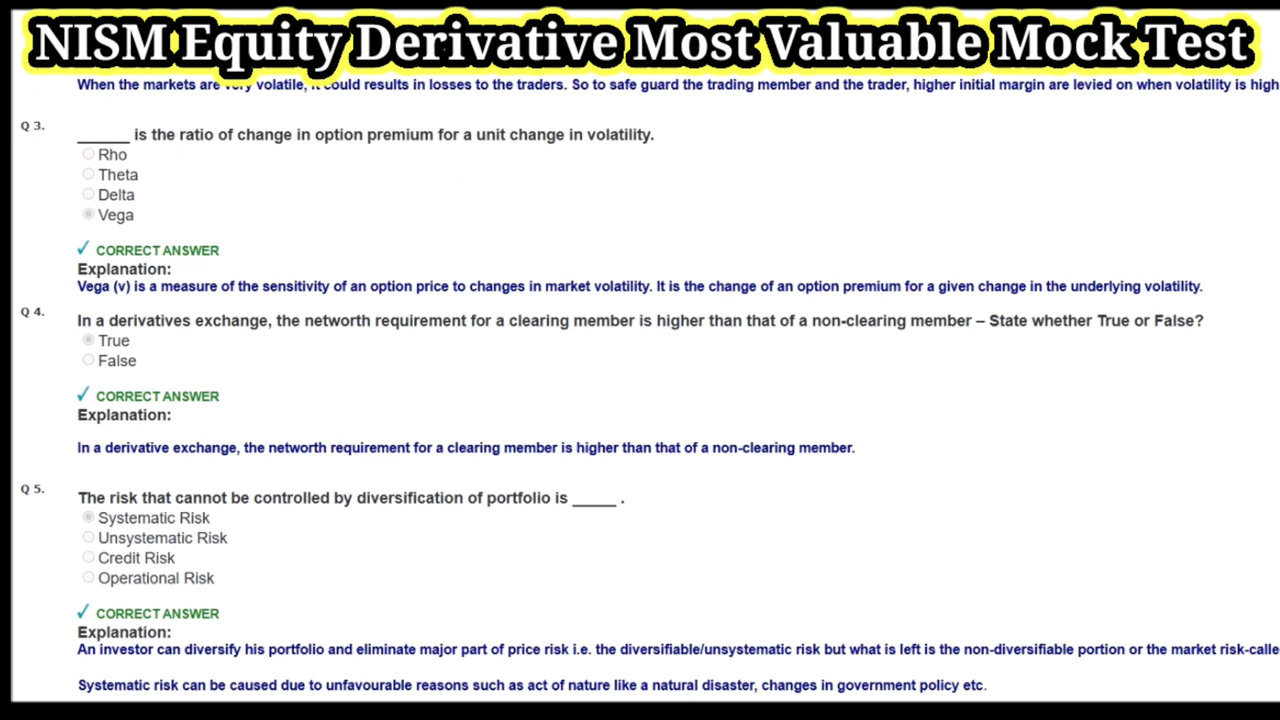 NISM Equity Derivative Most Valuable Mock Test
When the markets are very volatile, it could results in losses to the traders. So to safe guard the trading member and the trader, higher initial margin are levied on when volatility is high
Q 3.
______ is the ratio of change in option premium for a unit change in volatility.
Rho
Theta
Delta
Vega
✓ CORRECT ANSWER
Explanation:
Vega (v) is a measure of the sensitivity of an option price to changes in market volatility. It is the change of an option premium for a given change in the underlying volatility.
Q 4.
In a derivatives exchange, the networth requirement for a clearing member is higher than that of a non-clearing member – State whether True or False?
True
False
✓ CORRECT ANSWER
Explanation:
In a derivative exchange, the networth requirement for a clearing member is higher than that of a non-clearing member.
Q 5.
The risk that cannot be controlled by diversification of portfolio is _____ .
Systematic Risk
Unsystematic Risk
Credit Risk
Operational Risk
✓ CORRECT ANSWER
Explanation:
An investor can diversify his portfolio and eliminate major part of price risk i.e. the diversifiable/unsystematic risk but what is left is the non-diversifiable portion or the market risk-calle
Systematic risk can be caused due to unfavourable reasons such as act of nature like a natural disaster, changes in government policy etc.